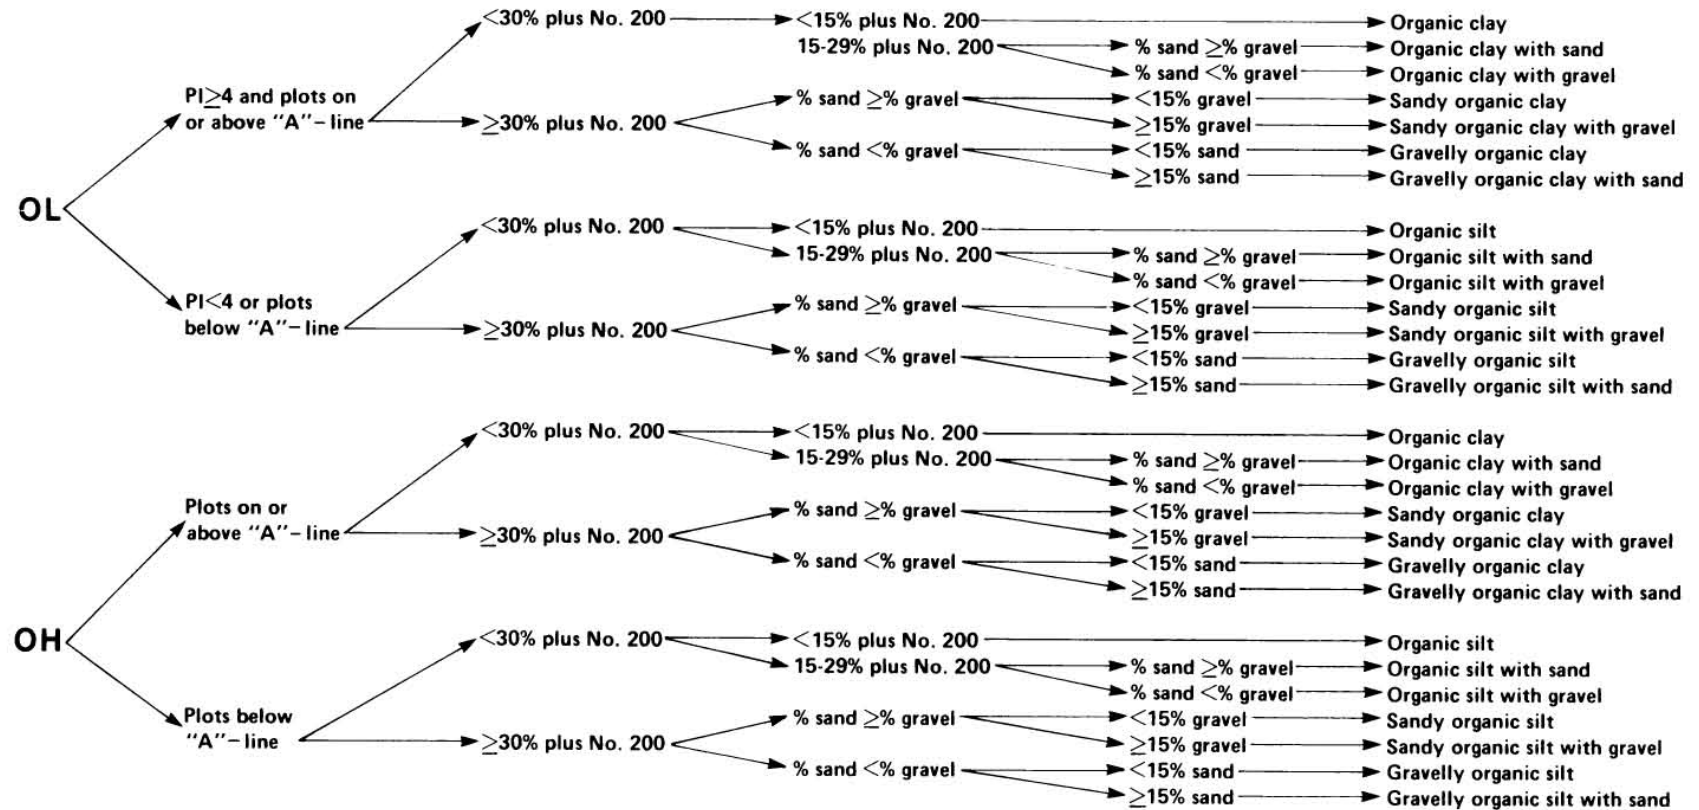 <30% plus No. 200 <15% plus No. 200 Organic clay
15-29% plus No. 200 % sand ≥% gravel Organic clay with sand
% sand <% gravel Organic clay with gravel
PI≥4 and plots on
or above "A"–line
≥30% plus No. 200 % sand ≥% gravel <15% gravel Sandy organic clay
≥15% gravel Sandy organic clay with gravel
% sand <% gravel <15% sand Gravelly organic clay
≥15% sand Gravelly organic clay with sand
OL
<30% plus No. 200 <15% plus No. 200 Organic silt
15-29% plus No. 200 % sand ≥% gravel Organic silt with sand
% sand <% gravel Organic silt with gravel
PI<4 or plots
below "A"–line
≥30% plus No. 200 % sand ≥% gravel <15% gravel Sandy organic silt
≥15% gravel Sandy organic silt with gravel
% sand <% gravel <15% sand Gravelly organic silt
≥15% sand Gravelly organic silt with sand
<30% plus No. 200 <15% plus No. 200 Organic clay
15-29% plus No. 200 % sand ≥% gravel Organic clay with sand
% sand <% gravel Organic clay with gravel
Plots on or
above "A"–line
≥30% plus No. 200 % sand ≥% gravel <15% gravel Sandy organic clay
≥15% gravel Sandy organic clay with gravel
% sand <% gravel <15% sand Gravelly organic clay
≥15% sand Gravelly organic clay with sand
OH
<30% plus No. 200 <15% plus No. 200 Organic silt
15-29% plus No. 200 % sand ≥% gravel Organic silt with sand
% sand <% gravel Organic silt with gravel
Plots below
"A"–line
≥30% plus No. 200 % sand ≥% gravel <15% gravel Sandy organic silt
≥15% gravel Sandy organic silt with gravel
% sand <% gravel <15% sand Gravelly organic silt
≥15% sand Gravelly organic silt with sand